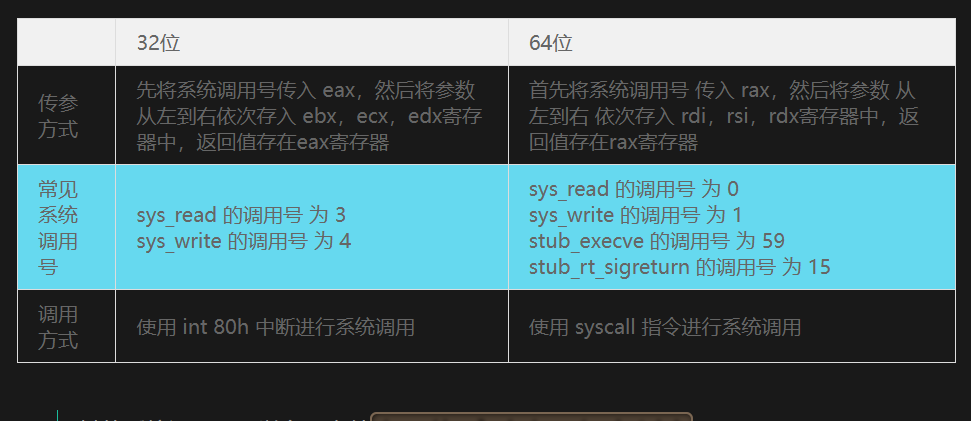 32位
64位
传参
方式
先将系统调用号传入 eax，然后将参数
从左到右依次存入 ebx，ecx，edx寄存
器中，返回值存在eax寄存器
首先将系统调用号 传入 rax，然后将参数 从
左到右 依次存入 rdi，rsi，rdx寄存器中，返
回值存在rax寄存器
常见
系统
调用
号
sys_read 的调用号 为 3
sys_write 的调用号 为 4
sys_read 的调用号 为 0
sys_write 的调用号 为 1
stub_execve 的调用号 为 59
stub_rt_sigreturn 的调用号 为 15
调用
方式
使用 int 80h 中断进行系统调用
使用 syscall 指令进行系统调用